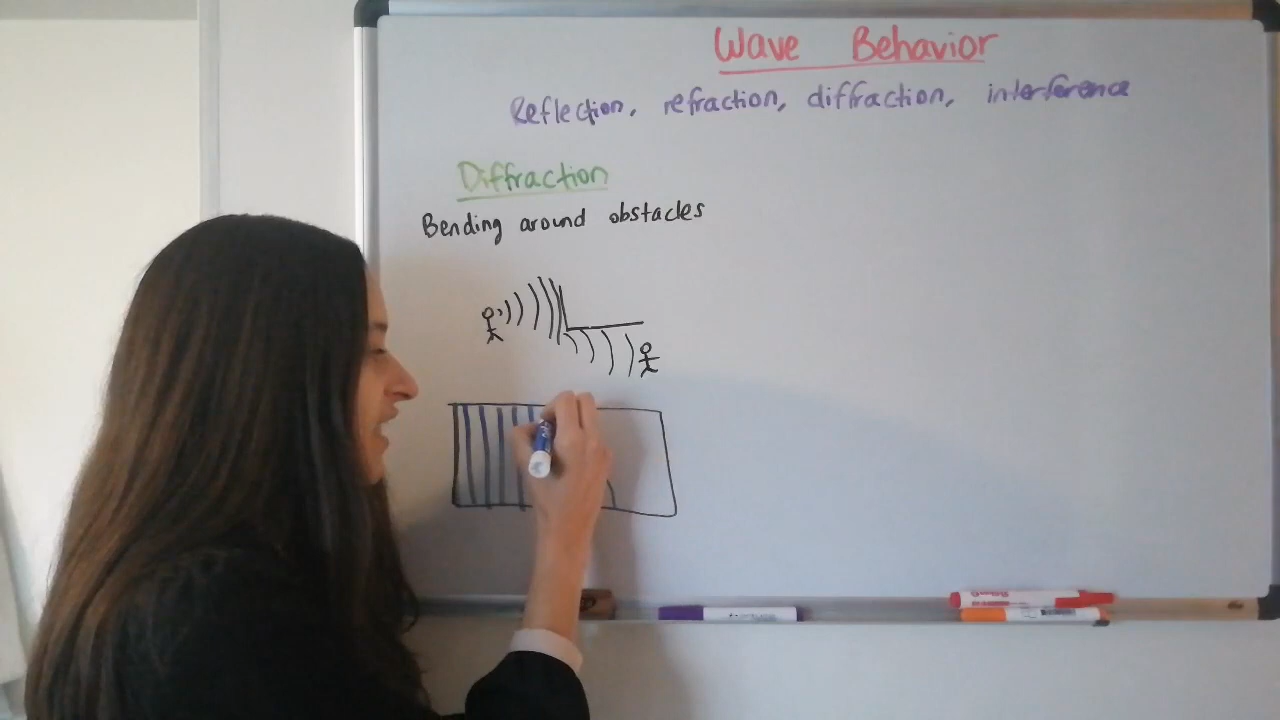 Wave Behavior
Reflection, refraction, diffraction, interference
Diffraction
Bending around obstacles